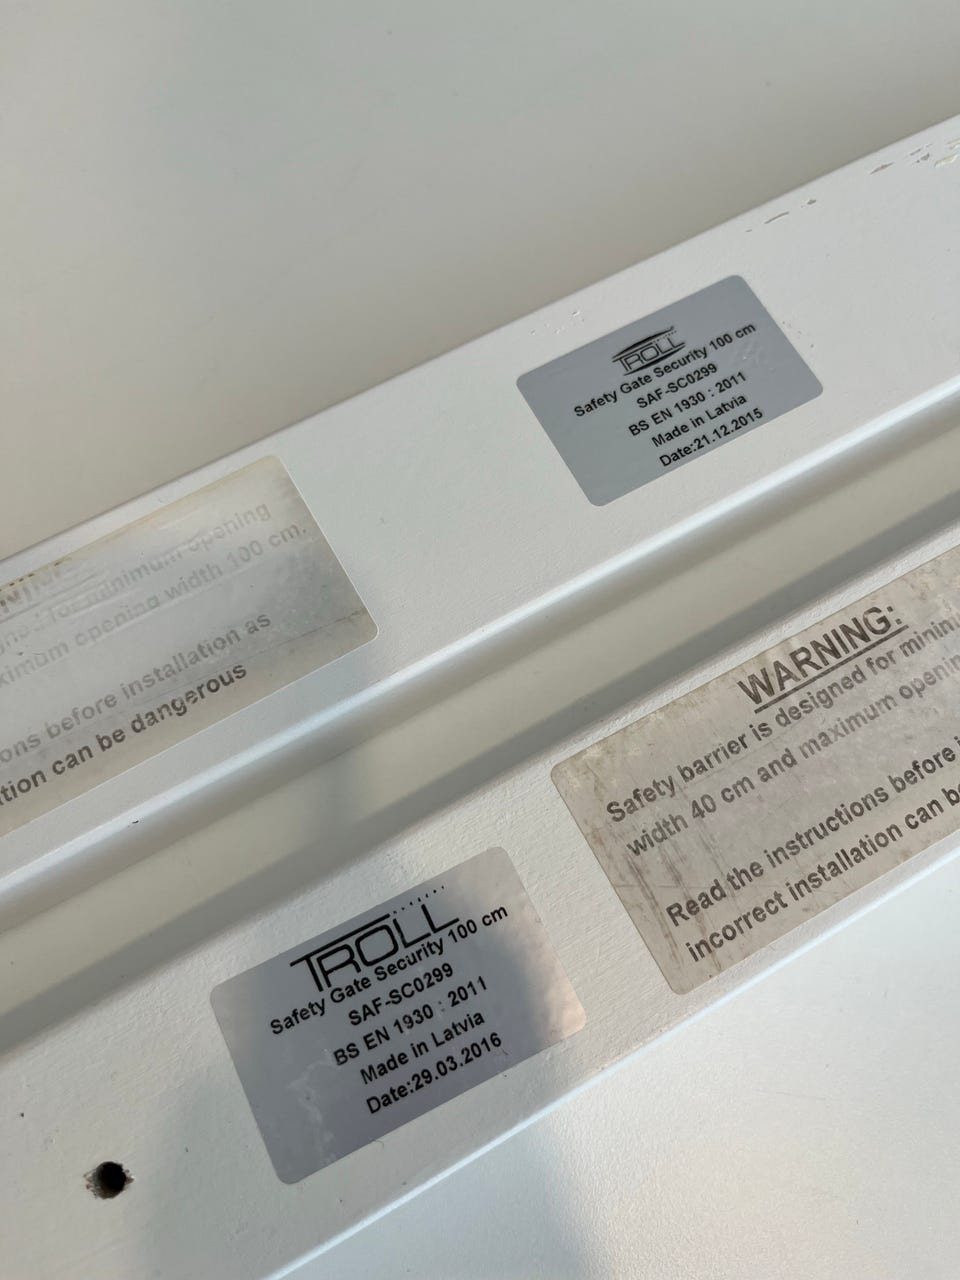 TROLL
Safety Gate Security 100 cm
SAF-SC0299
BS EN 1930 : 2011
Made in Latvia
Date:21.12.2015
for minimum opening
opening width 100 cm.
before installation as
can be dangerous
WARNING:
Safety barrier is designed for
width 40 cm and maximum
Read the instructions before
incorrect installation can
TROLL
Safety Gate Security 100 cm
SAF-SC0299
BS EN 1930 : 2011
Made in Latvia
Date:29.03.2016